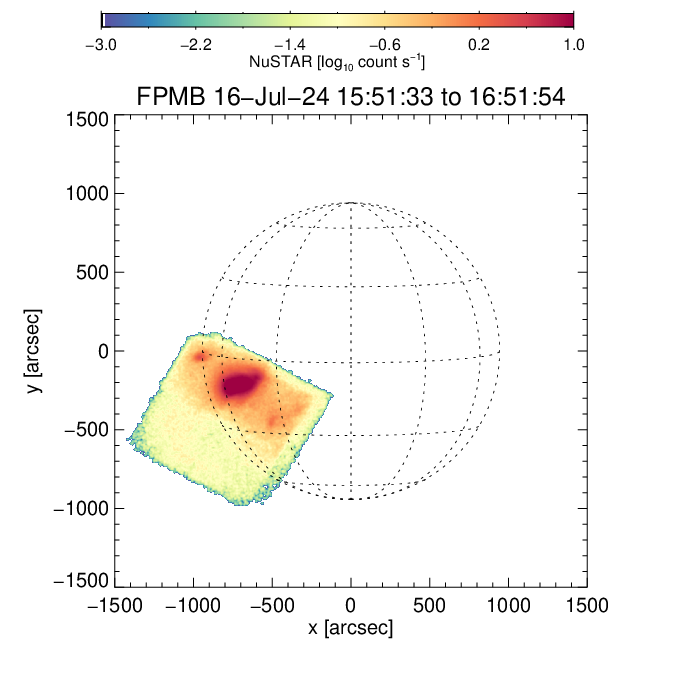 −3.0 −2.2 −1.4 −0.6 0.2 1.0
NuSTAR [log₁₀ count s⁻¹]
FPMB 16−Jul−24 15:51:33 to 16:51:54
1500
1000
500
0
−500
−1000
−1500
y [arcsec]
−1500 −1000 −500 0 500 1000 1500
x [arcsec]